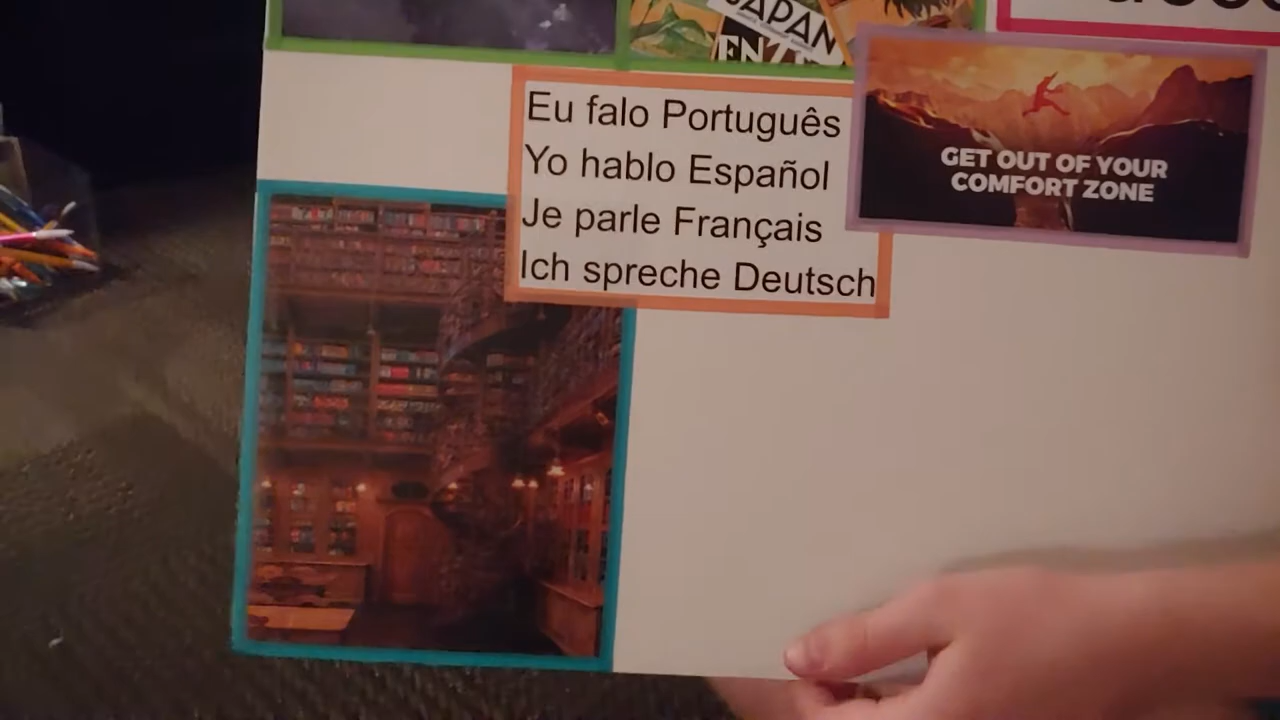 JAPAN
GET OUT OF YOUR
COMFORT ZONE
Eu falo Português
Yo hablo Español
Je parle Français
Ich spreche Deutsch